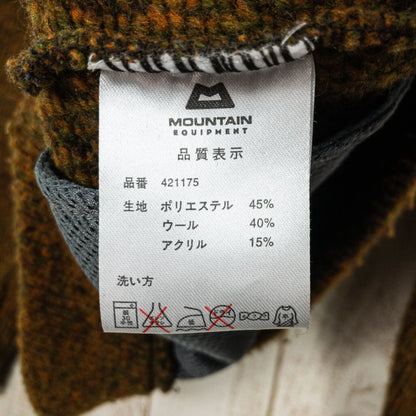 MOUNTAIN
EQUIPMENT
品質表示
品番 421175
生地 ポリエステル 45%
ウール 40%
アクリル 15%
洗い方